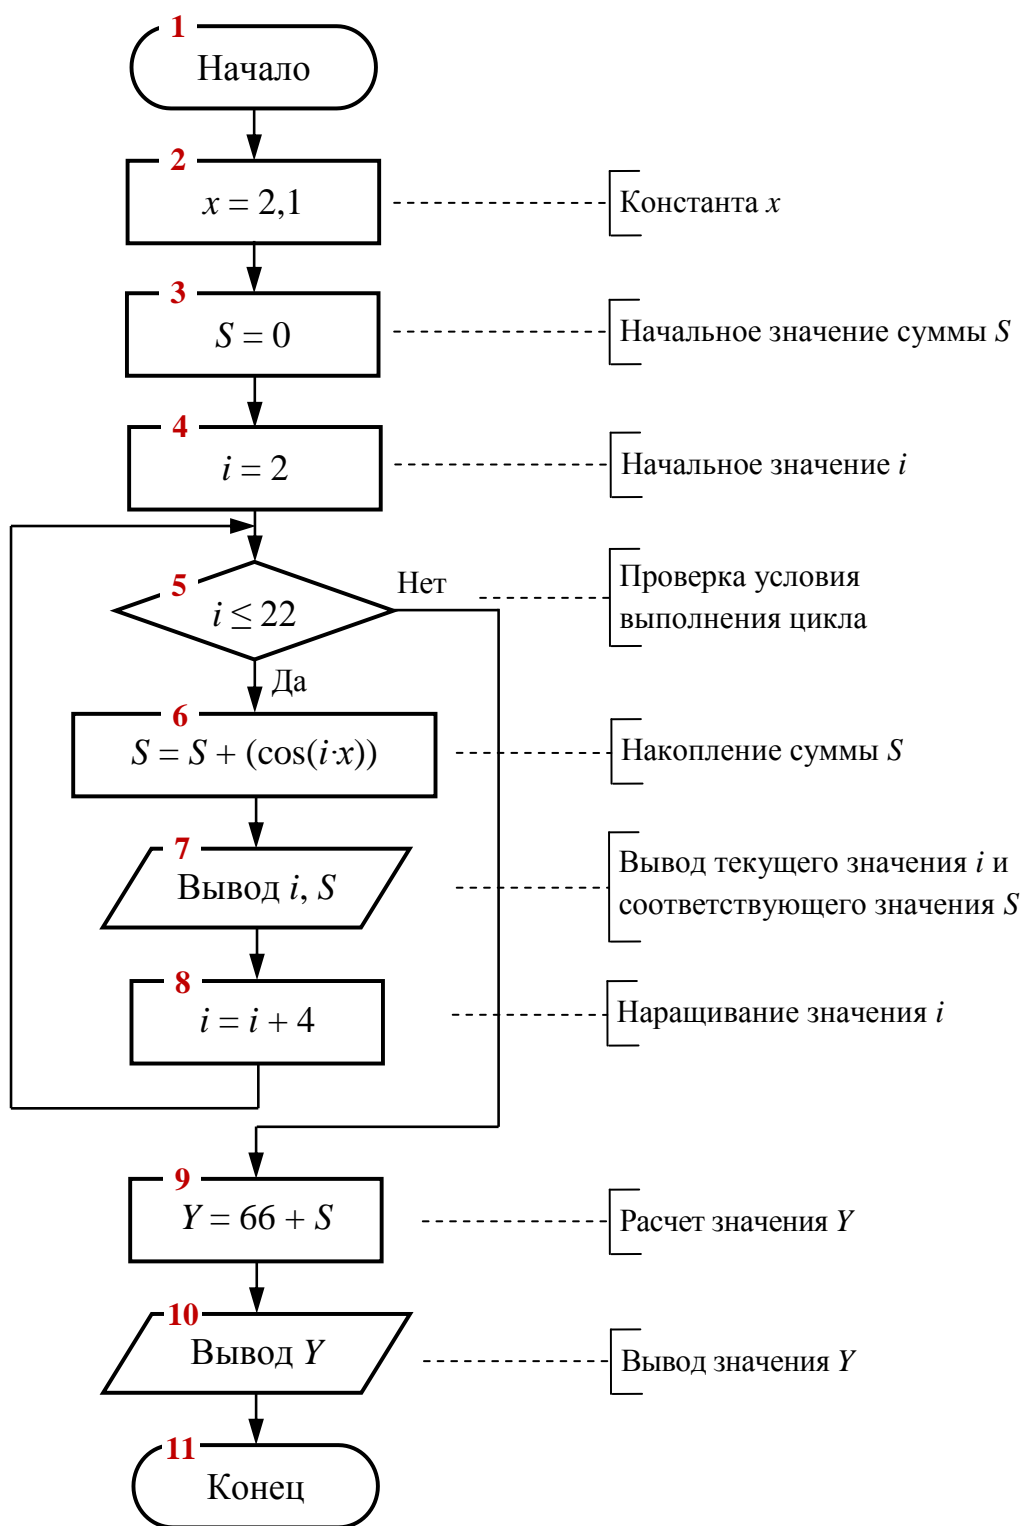 1
Начало
2
x = 2,1
Константа x
3
S = 0
Начальное значение суммы S
4
i = 2
Начальное значение i
5
i ≤ 22
Нет
Проверка условия
выполнения цикла
Да
6
S = S + (cos(i·x))
Накопление суммы S
7
Вывод i, S
Вывод текущего значения i и
соответствующего значения S
8
i = i + 4
Наращивание значения i
9
Y = 66 + S
Расчет значения Y
10
Вывод Y
Вывод значения Y
11
Конец